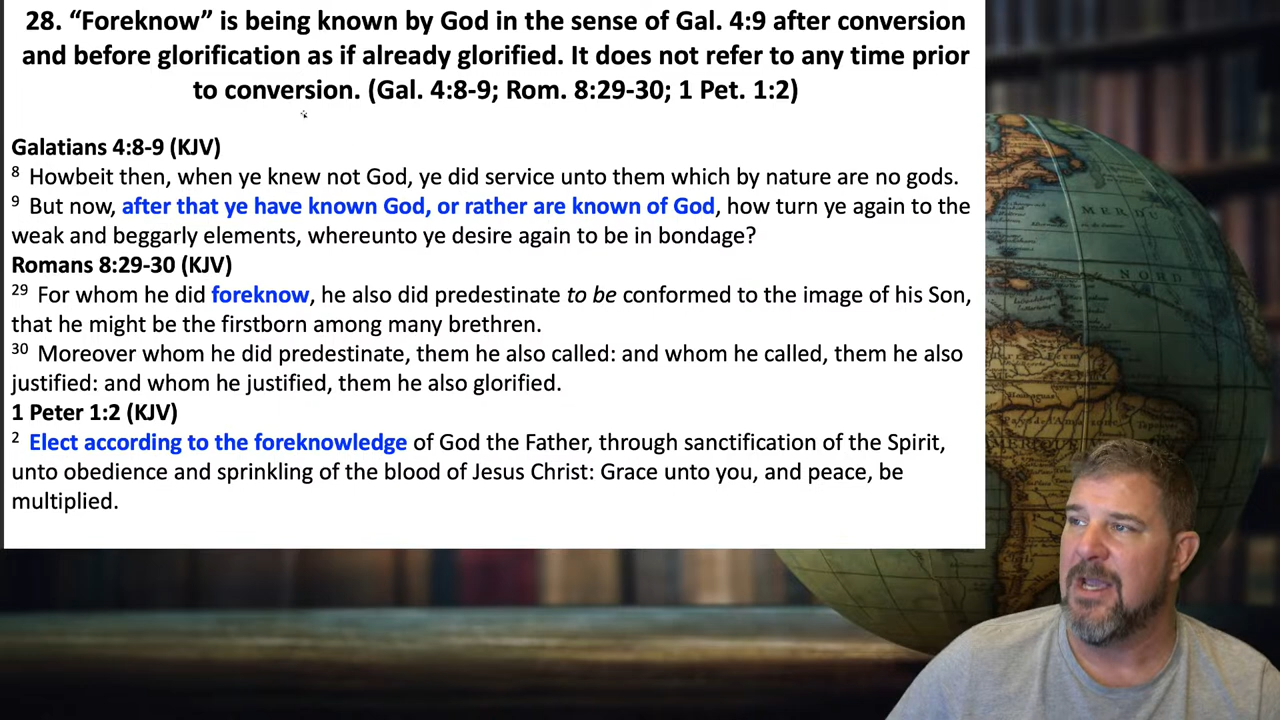 28. “Foreknow” is being known by God in the sense of Gal. 4:9 after conversion
and before glorification as if already glorified. It does not refer to any time prior
to conversion. (Gal. 4:8-9; Rom. 8:29-30; 1 Pet. 1:2)
Galatians 4:8-9 (KJV)
8 Howbeit then, when ye knew not God, ye did service unto them which by nature are no gods.
9 But now, after that ye have known God, or rather are known of God, how turn ye again to the
weak and beggarly elements, whereunto ye desire again to be in bondage?
Romans 8:29-30 (KJV)
29 For whom he did foreknow, he also did predestinate to be conformed to the image of his Son,
that he might be the firstborn among many brethren.
30 Moreover whom he did predestinate, them he also called: and whom he called, them he also
justified: and whom he justified, them he also glorified.
1 Peter 1:2 (KJV)
2 Elect according to the foreknowledge of God the Father, through sanctification of the Spirit,
unto obedience and sprinkling of the blood of Jesus Christ: Grace unto you, and peace, be
multiplied.
MERDU
NORD